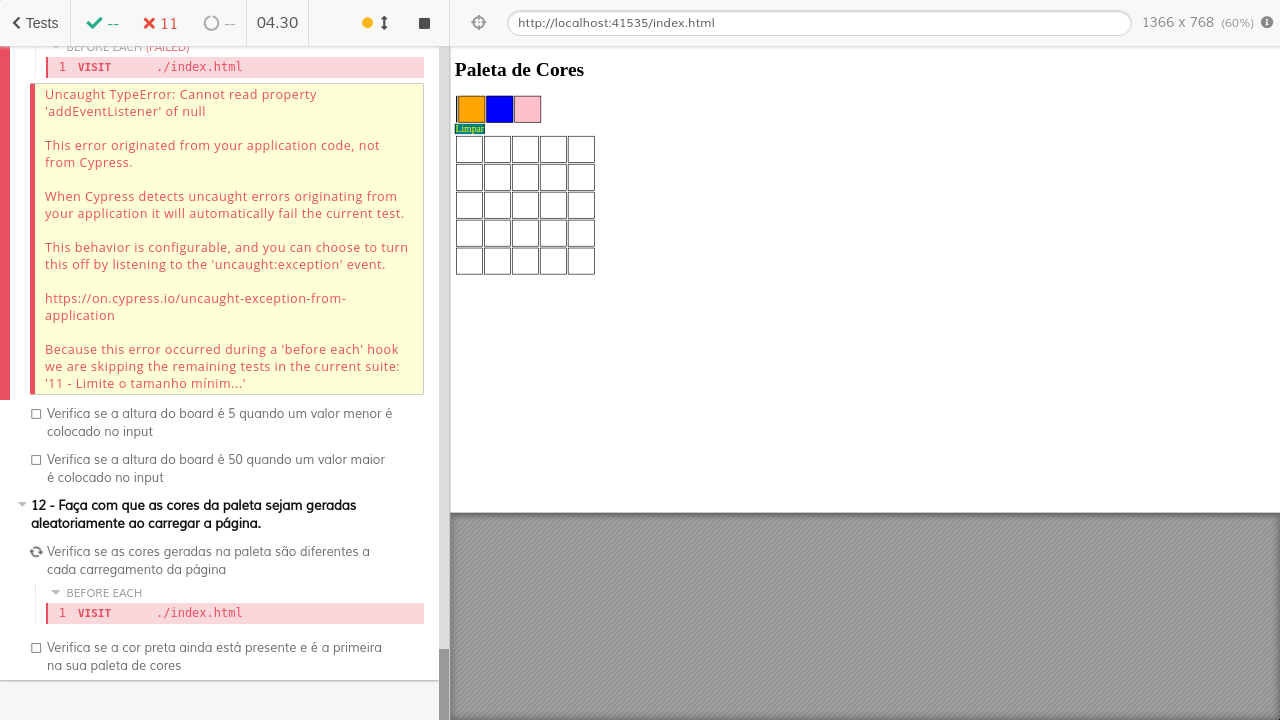 Tests
--
11
--
04.30
http://localhost:41535/index.html
1366 x 768 (60%)
BEFORE EACH (FAILED)
1 VISIT ./index.html
Uncaught TypeError: Cannot read property
'addEventListener' of null
This error originated from your application code, not
from Cypress.
When Cypress detects uncaught errors originating from
your application it will automatically fail the current test.
This behavior is configurable, and you can choose to turn
this off by listening to the 'uncaught:exception' event.
https://on.cypress.io/uncaught-exception-from-
application
Because this error occurred during a 'before each' hook
we are skipping the remaining tests in the current suite:
'11 - Limite o tamanho mínim...'
Verifica se a altura do board é 5 quando um valor menor é
colocado no input
Verifica se a altura do board é 50 quando um valor maior
é colocado no input
12 - Faça com que as cores da paleta sejam geradas
aleatoriamente ao carregar a página.
Verifica se as cores geradas na paleta são diferentes a
cada carregamento da página
BEFORE EACH
1 VISIT ./index.html
Verifica se a cor preta ainda está presente e é a primeira
na sua paleta de cores
Paleta de Cores
Limpar